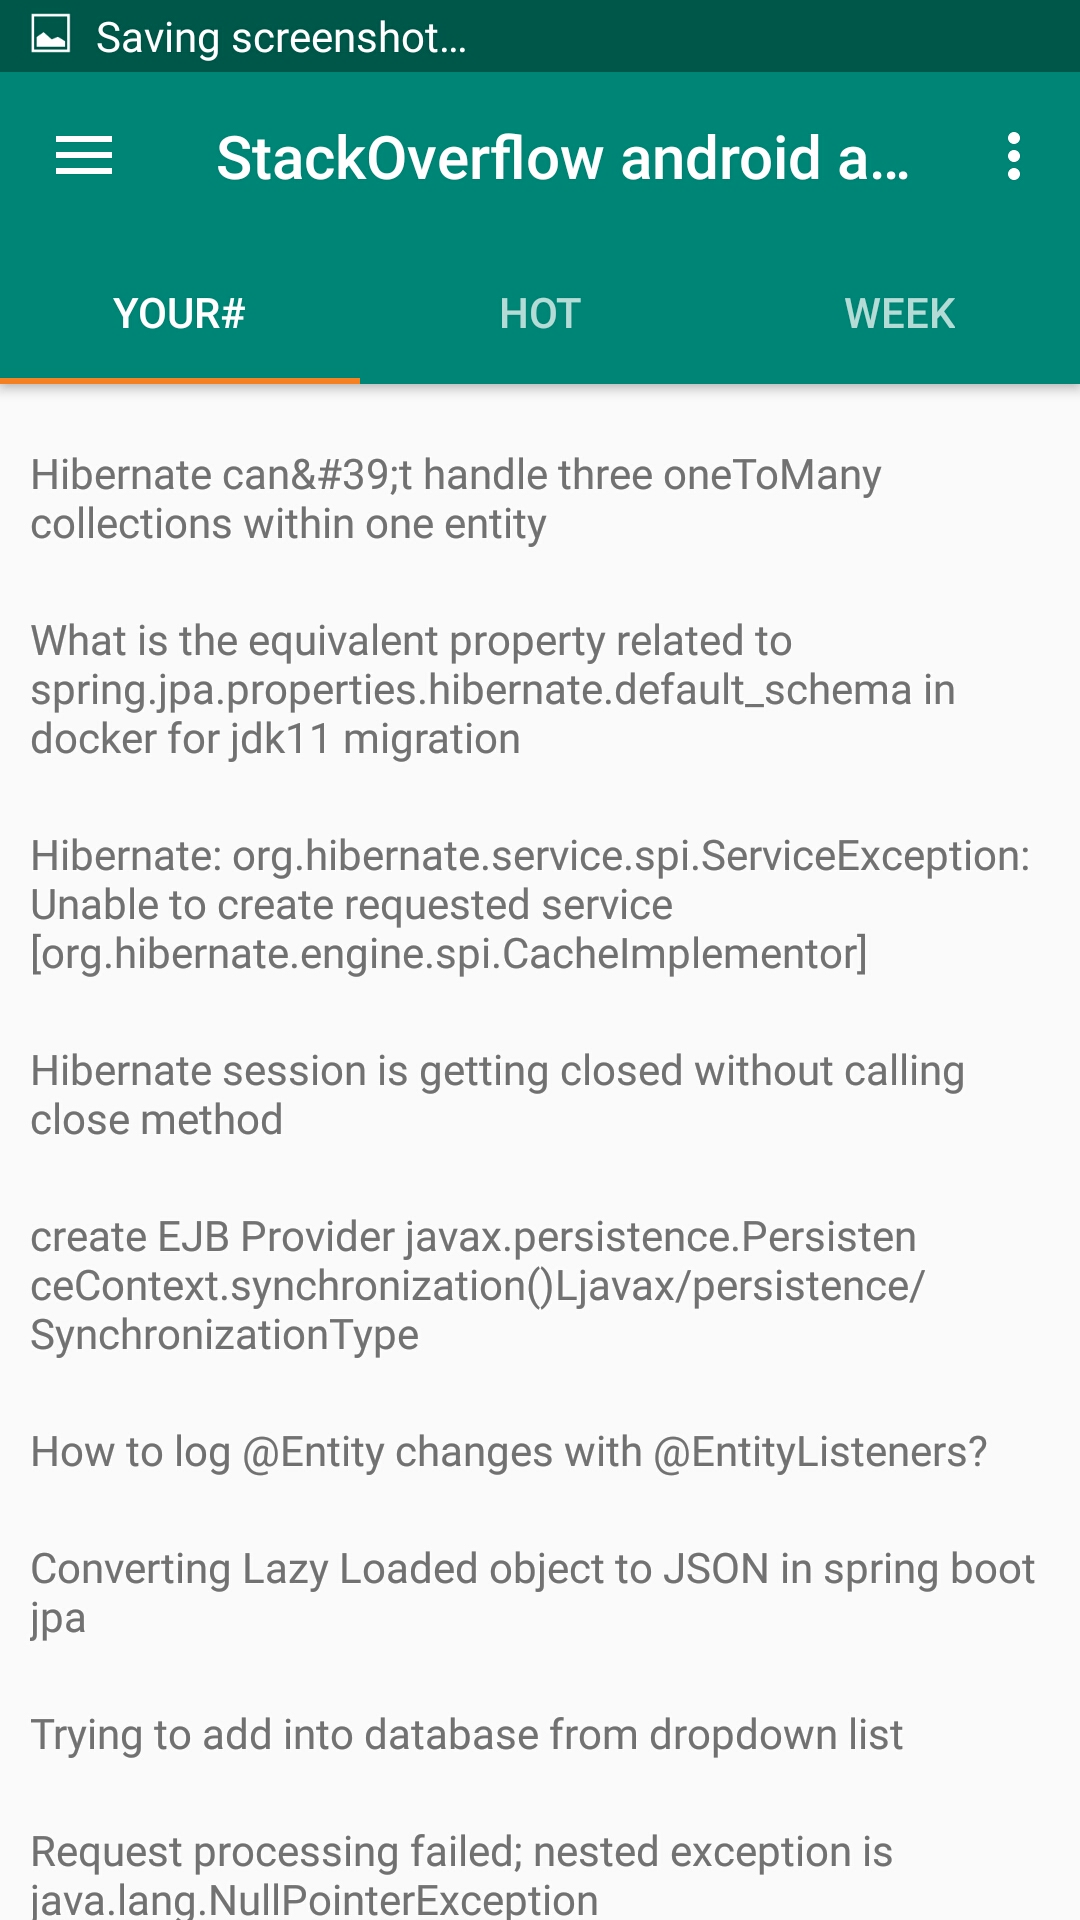 Saving screenshot...
StackOverflow android a...
YOUR#
HOT
WEEK
Hibernate can&#39;t handle three oneToMany
collections within one entity
What is the equivalent property related to
spring.jpa.properties.hibernate.default_schema in
docker for jdk11 migration
Hibernate: org.hibernate.service.spi.ServiceException:
Unable to create requested service
[org.hibernate.engine.spi.CacheImplementor]
Hibernate session is getting closed without calling
close method
create EJB Provider javax.persistence.Persisten
ceContext.synchronization()Ljavax/persistence/
SynchronizationType
How to log @Entity changes with @EntityListeners?
Converting Lazy Loaded object to JSON in spring boot
jpa
Trying to add into database from dropdown list
Request processing failed; nested exception is
java.lang.NullPointerException